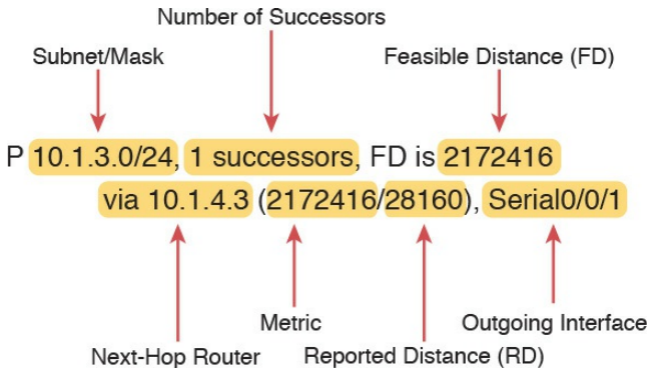 Number of Successors
Subnet/Mask
Feasible Distance (FD)
P 10.1.3.0/24, 1 successors, FD is 2172416
via 10.1.4.3 (2172416/28160), Serial0/0/1
Metric
Outgoing Interface
Next-Hop Router
Reported Distance (RD)